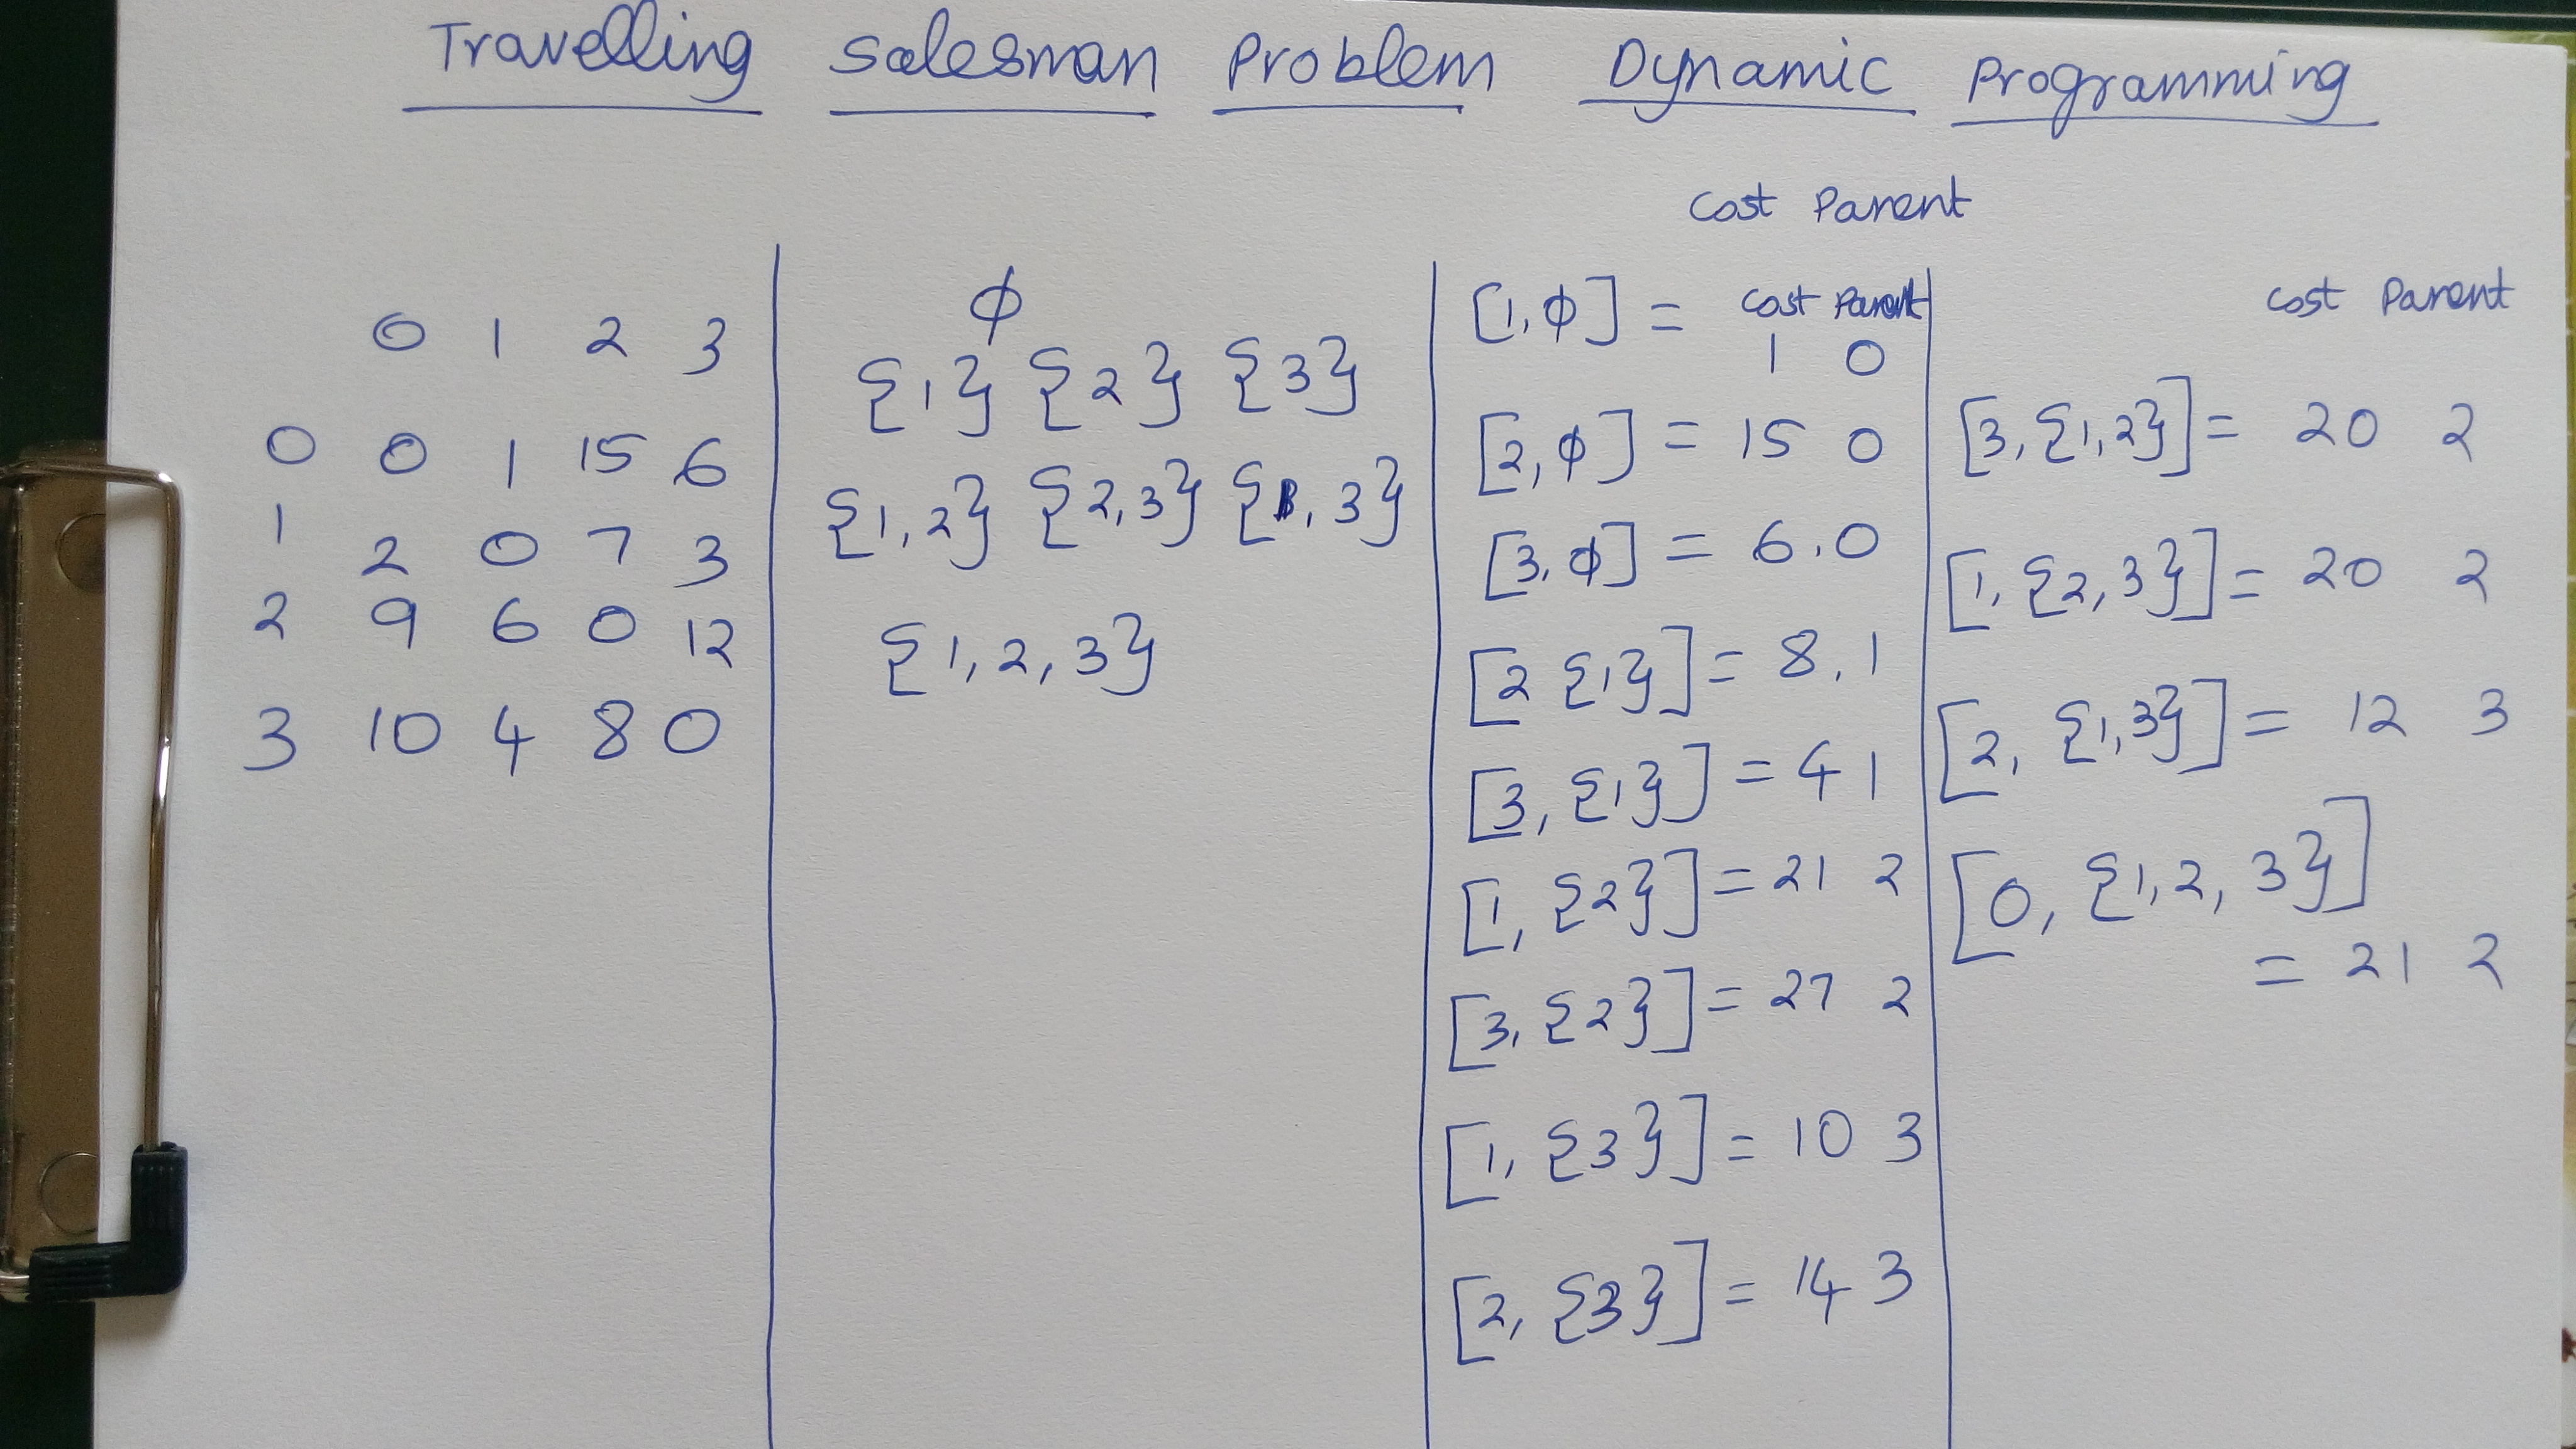 Travelling Salesman Problem Dynamic Programming
Cost Parent
0 1 2 3
0 0 1 15 6
1 2 0 7 3
2 9 6 0 12
3 10 4 8 0
ϕ
{1} {2} {3}
{1,2} {2,3} {1,3}
{1,2,3}
[1,ϕ] = Cost Parent
1 0
[2,ϕ] = 15 0
[3,ϕ] = 6.0
[2 {1}] = 8,1
[3,{1}] = 4 1
[1,{2}] = 21 2
[3,{2}] = 27 2
[1,{3}] = 10 3
[2,{3}] = 14 3
Cost Parent
[3,{1,2}] = 20 2
[1,{2,3}] = 20 2
[2,{1,3}] = 12 3
[0,{1,2,3}]
= 21 2